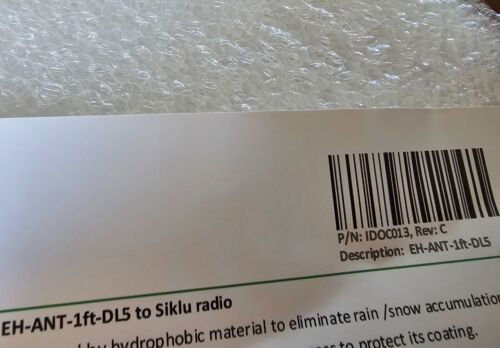 P/N: IDOC013, Rev: C
Description: EH-ANT-1ft-DL5
EH-ANT-1ft-DL5 to Siklu radio
by hydrophobic material to eliminate rain /snow accumulation
to protect its coating.